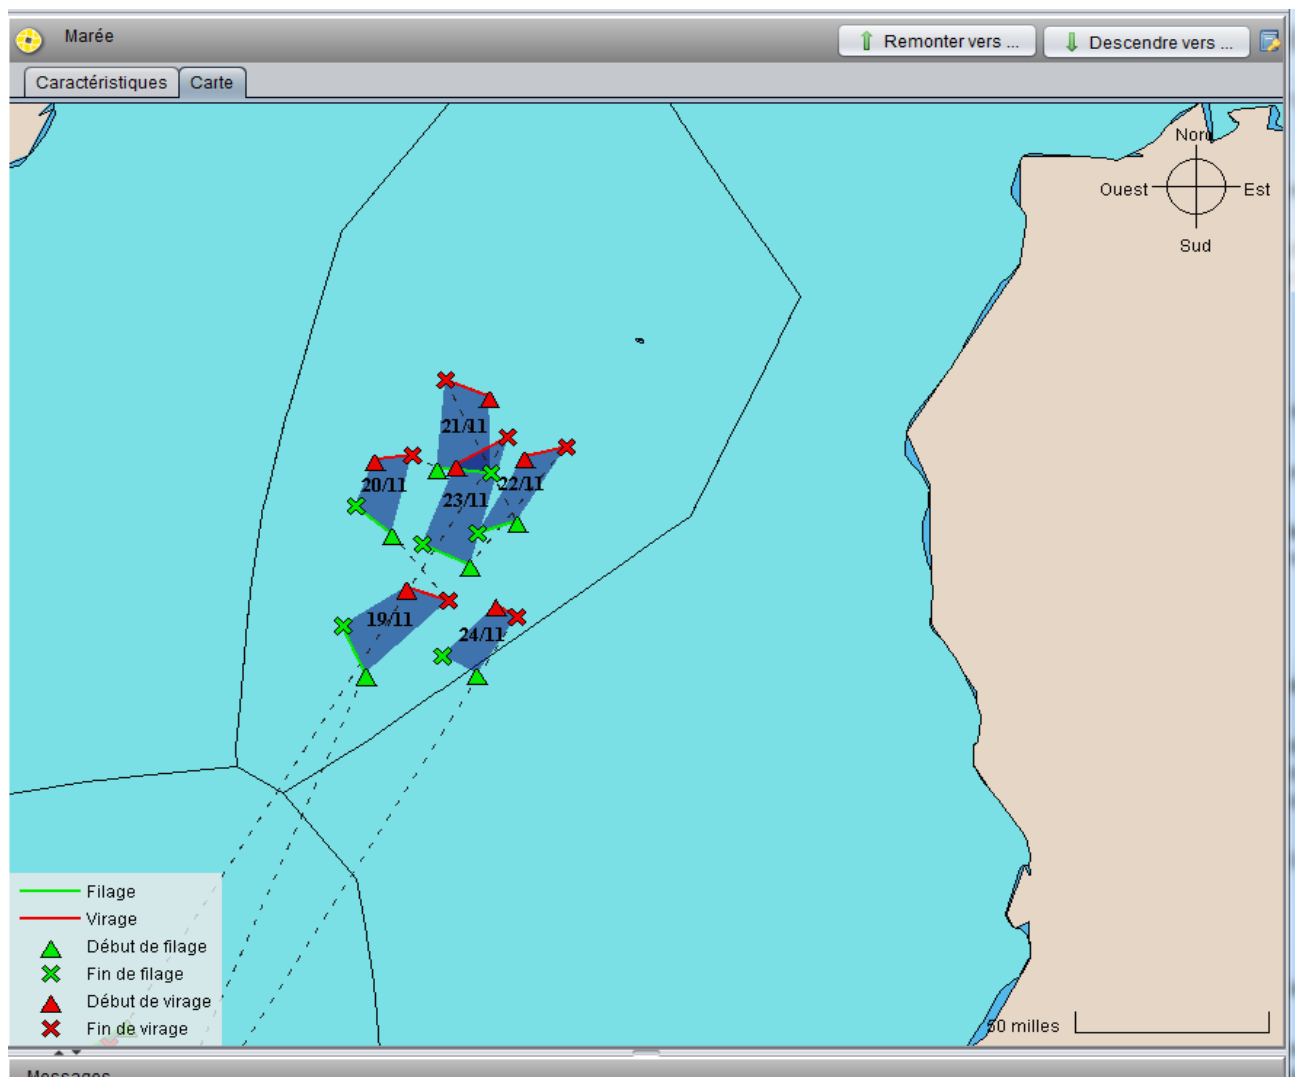 Marée
Remonter vers ...
Descendre vers ...
Caractéristiques
Carte
Nord
Ouest
Est
Sud
21/11
20/11
23/11
22/11
19/11
24/11
Filage
Virage
Début de filage
Fin de filage
Début de virage
Fin de virage
50 milles
Messages